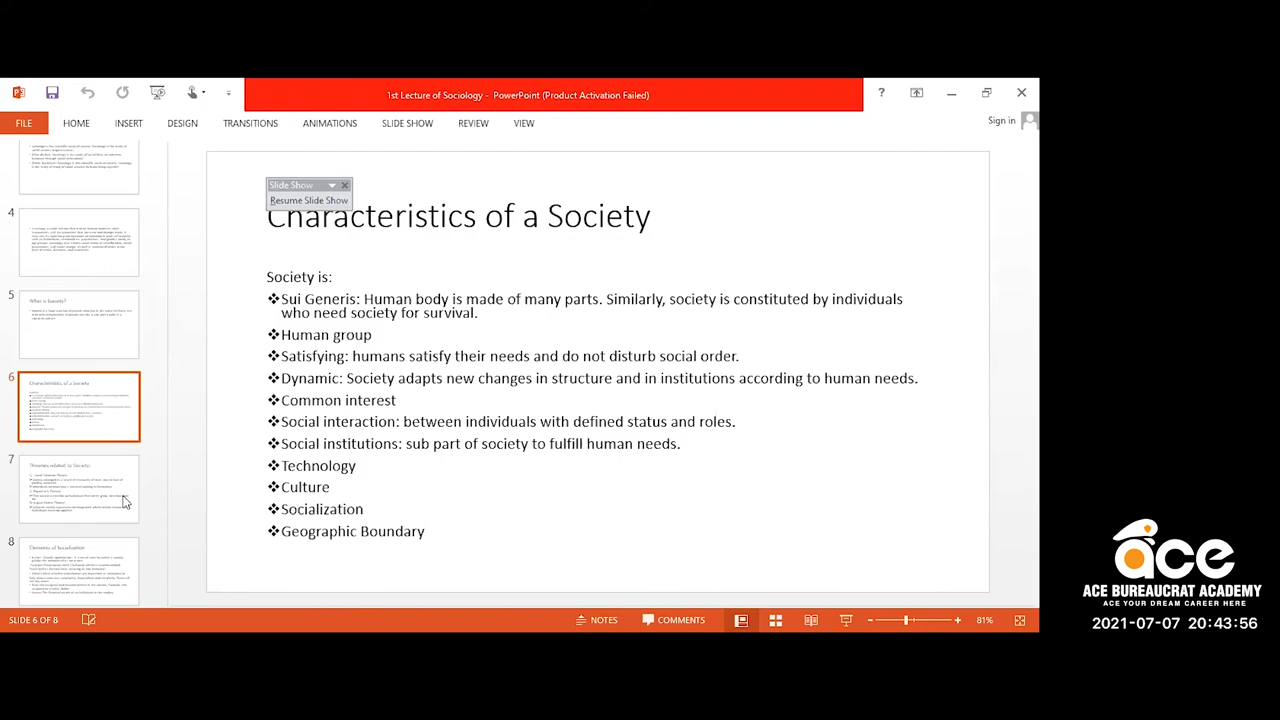 1st Lecture of Sociology - PowerPoint (Product Activation Failed)
?
FILE HOME INSERT DESIGN TRANSITIONS ANIMATIONS SLIDE SHOW REVIEW VIEW
Sign in
4
5
What is Society?
6
Characteristics of a Society
7
Theories related to Society:
8
Elements of Socialization
Slide Show
Resume Slide Show
Characteristics of a Society
Society is:
❖Sui Generis: Human body is made of many parts. Similarly, society is constituted by individuals
who need society for survival.
❖Human group
❖Satisfying: humans satisfy their needs and do not disturb social order.
❖Dynamic: Society adapts new changes in structure and in institutions according to human needs.
❖Common interest
❖Social interaction: between individuals with defined status and roles.
❖Social institutions: sub part of society to fulfill human needs.
❖Technology
❖Culture
❖Socialization
❖Geographic Boundary
SLIDE 6 OF 8
NOTES COMMENTS 81%
ace
ACE BUREAUCRAT ACADEMY
ACE YOUR DREAM CAREER HERE
2021-07-07 20:43:56